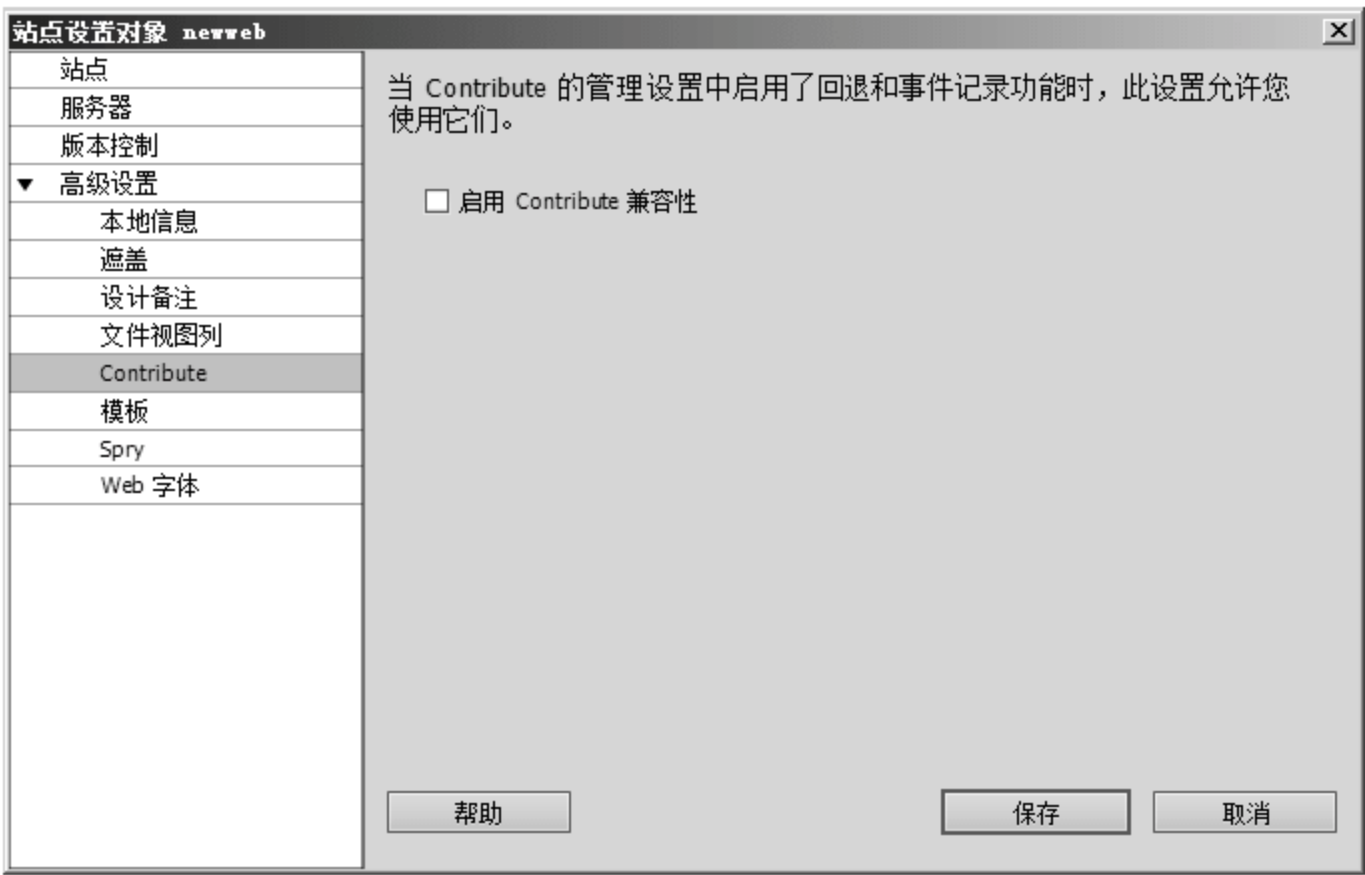 站点设置对象 newweb
站点
服务器
版本控制
高级设置
本地信息
遮盖
设计备注
文件视图列
Contribute
模板
Spry
Web 字体
当 Contribute 的管理设置中启用了回退和事件记录功能时，此设置允许您
使用它们。
启用 Contribute 兼容性
帮助
保存
取消